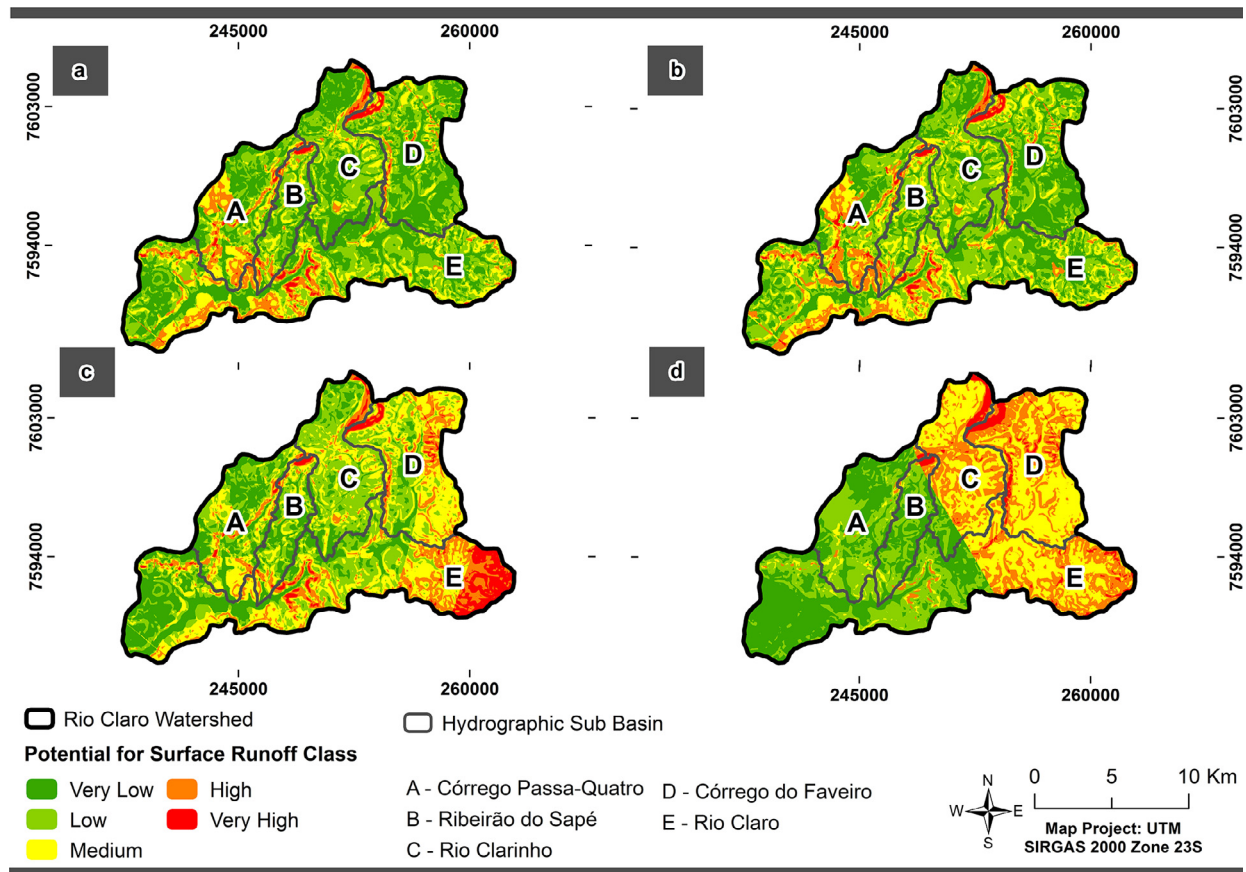 245000 260000 245000 260000
a b
7603000 7603000
A B C D E A B C D E
7594000 7594000
c d
7603000 7603000
A B C D E A B C D E
7594000 7594000
245000 260000 245000 260000
Rio Claro Watershed Hydrographic Sub Basin
Potential for Surface Runoff Class
Very Low High
Low Very High
Medium
A - Córrego Passa-Quatro D - Córrego do Faveiro
B - Ribeirão do Sapé E - Rio Claro
C - Rio Clarinho
N
W E
S
0 5 10 Km
Map Project: UTM
SIRGAS 2000 Zone 23S